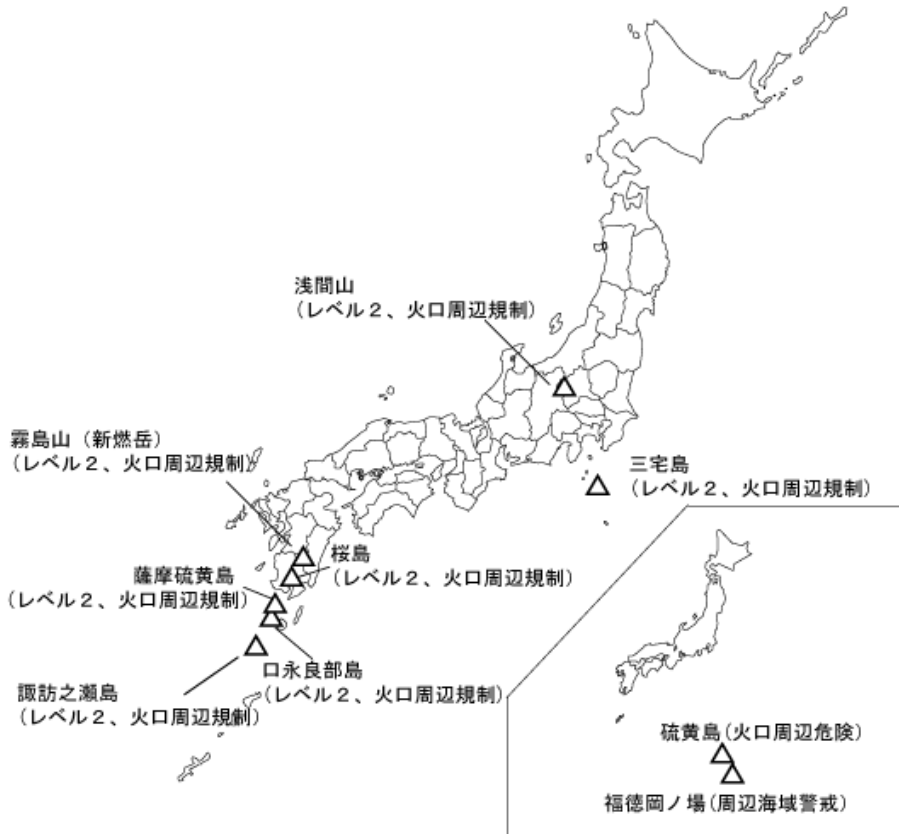 浅間山
(レベル２、火口周辺規制)
霧島山（新燃岳）
(レベル２、火口周辺規制)
三宅島
(レベル２、火口周辺規制)
桜島
(レベル２、火口周辺規制)
薩摩硫黄島
(レベル２、火口周辺規制)
口永良部島
(レベル２、火口周辺規制)
諏訪之瀬島
(レベル２、火口周辺規制)
硫黄島(火口周辺危険)
福徳岡ノ場(周辺海域警戒)